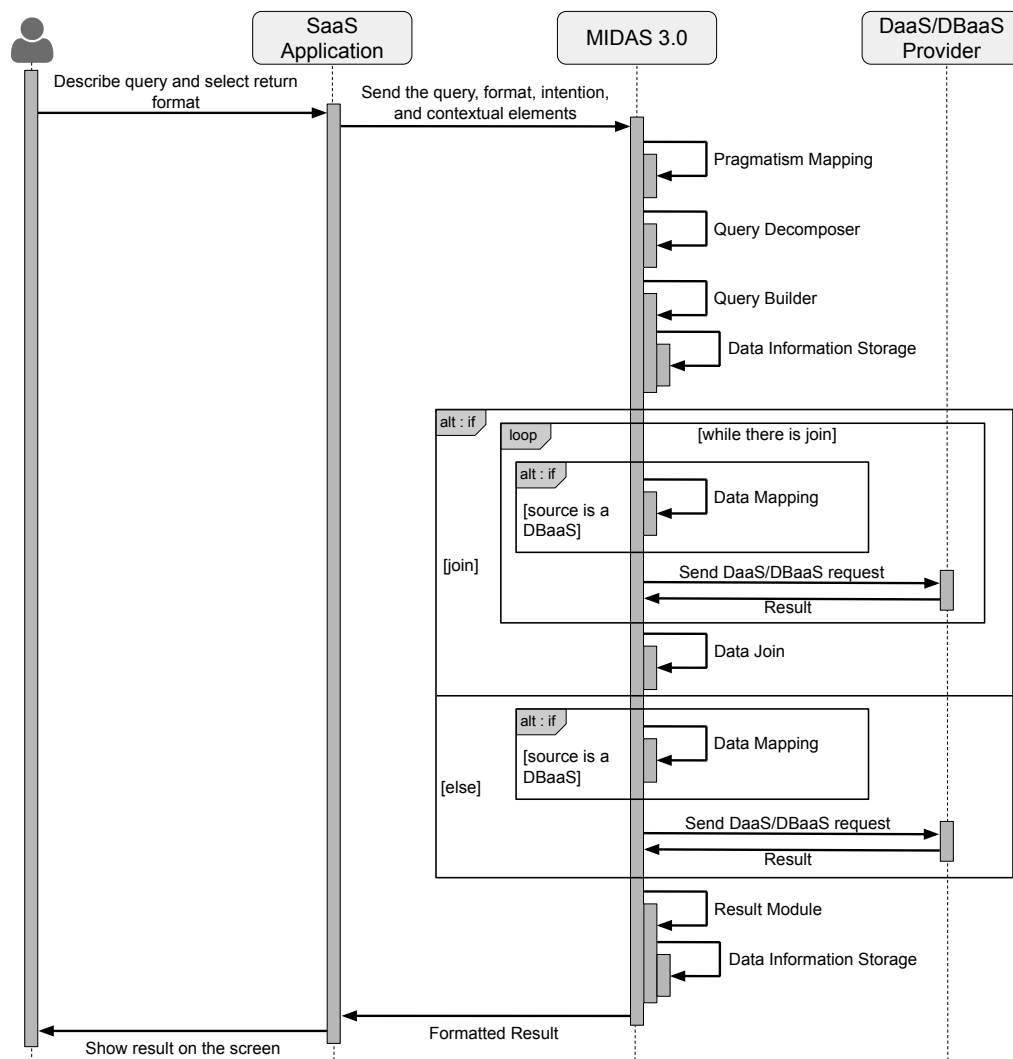 SaaS
Application
MIDAS 3.0
DaaS/DBaaS
Provider
Describe query and select return
format
Send the query, format, intention,
and contextual elements
Pragmatism Mapping
Query Decomposer
Query Builder
Data Information Storage
alt : if
loop
[while there is join]
alt : if
[source is a
DBaaS]
Data Mapping
[join]
Send DaaS/DBaaS request
Result
Data Join
alt : if
[source is a
DBaaS]
Data Mapping
[else]
Send DaaS/DBaaS request
Result
Result Module
Data Information Storage
Formatted Result
Show result on the screen